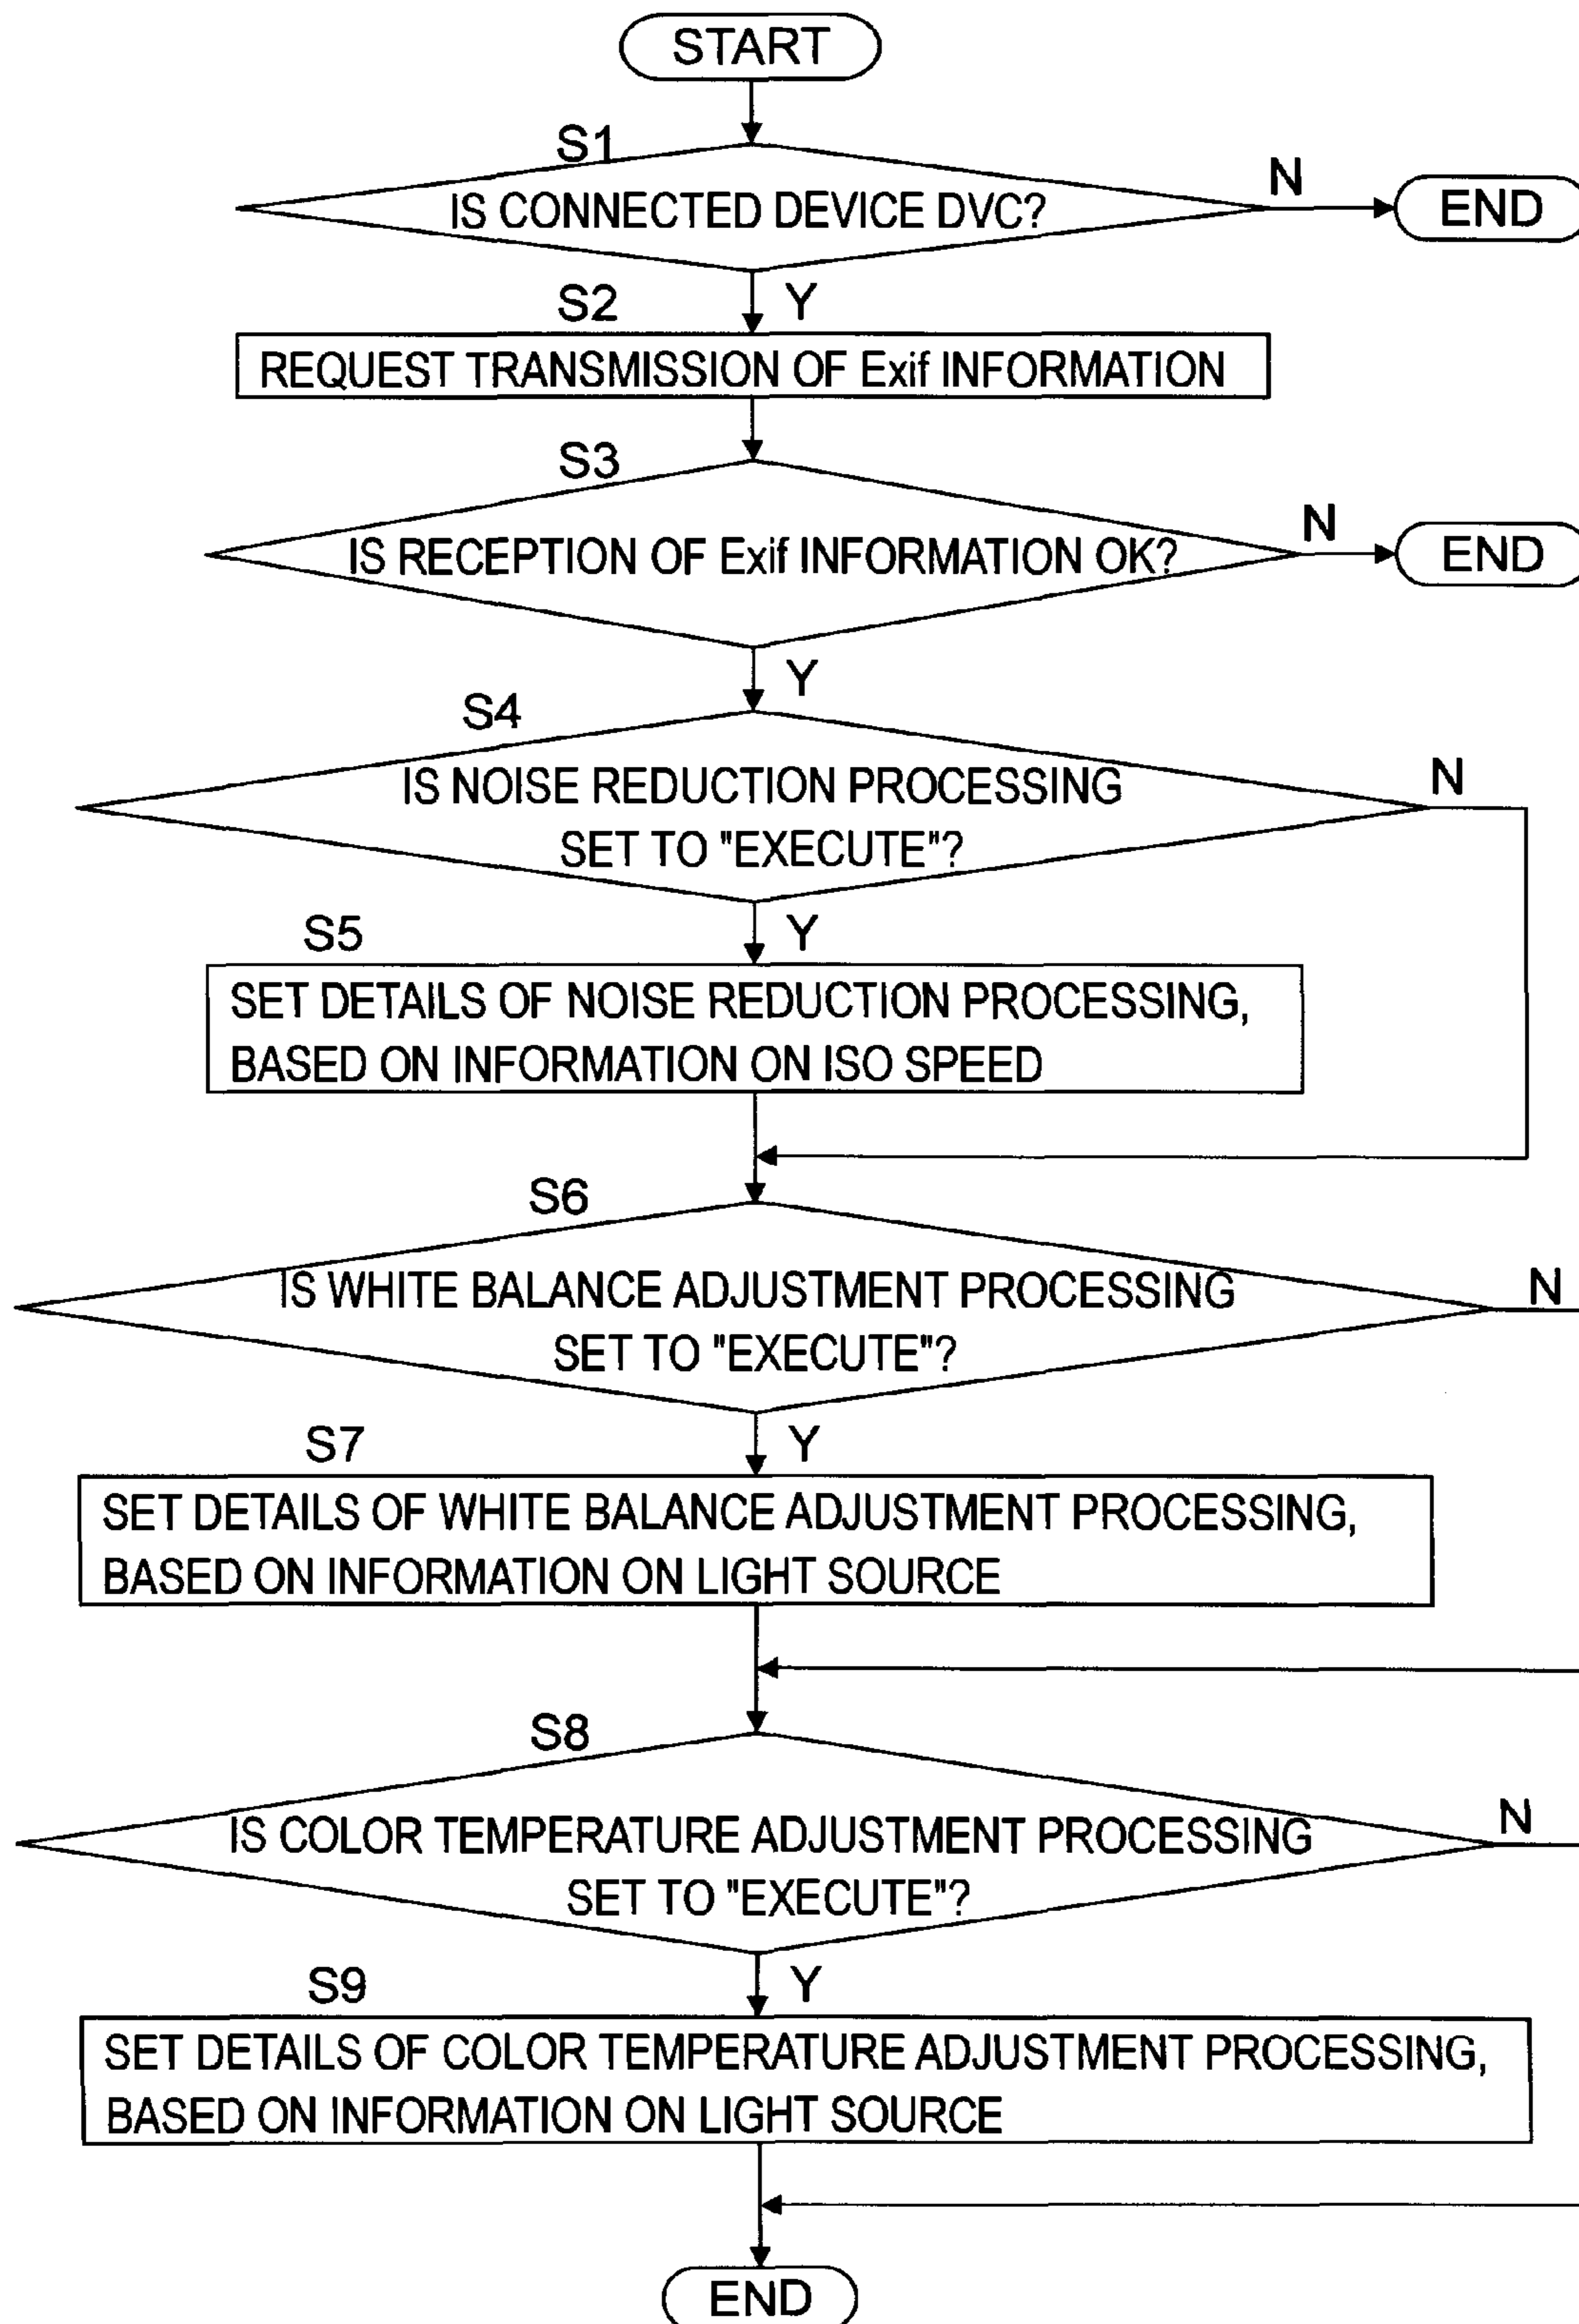 START
S1
IS CONNECTED DEVICE DVC?
N
END
Y
S2
REQUEST TRANSMISSION OF Exif INFORMATION
S3
IS RECEPTION OF Exif INFORMATION OK?
N
END
Y
S4
IS NOISE REDUCTION PROCESSING
SET TO "EXECUTE"?
N
Y
S5
SET DETAILS OF NOISE REDUCTION PROCESSING,
BASED ON INFORMATION ON ISO SPEED
S6
IS WHITE BALANCE ADJUSTMENT PROCESSING
SET TO "EXECUTE"?
N
Y
S7
SET DETAILS OF WHITE BALANCE ADJUSTMENT PROCESSING,
BASED ON INFORMATION ON LIGHT SOURCE
S8
IS COLOR TEMPERATURE ADJUSTMENT PROCESSING
SET TO "EXECUTE"?
N
Y
S9
SET DETAILS OF COLOR TEMPERATURE ADJUSTMENT PROCESSING,
BASED ON INFORMATION ON LIGHT SOURCE
END